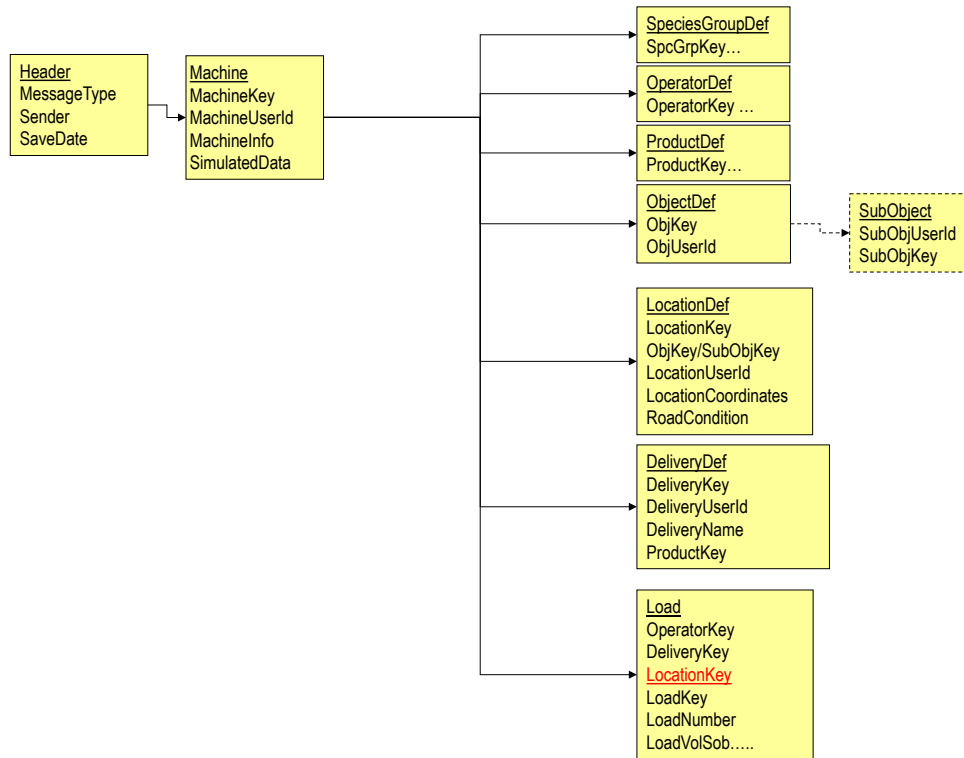 Header
MessageType
Sender
SaveDate
Machine
MachineKey
MachineUserId
MachineInfo
SimulatedData
SpeciesGroupDef
SpcGrpKey…
OperatorDef
OperatorKey …
ProductDef
ProductKey…
ObjectDef
ObjKey
ObjUserId
SubObject
SubObjUserId
SubObjKey
LocationDef
LocationKey
ObjKey/SubObjKey
LocationUserId
LocationCoordinates
RoadCondition
DeliveryDef
DeliveryKey
DeliveryUserId
DeliveryName
ProductKey
Load
OperatorKey
DeliveryKey
LocationKey
LoadKey
LoadNumber
LoadVolSob…..